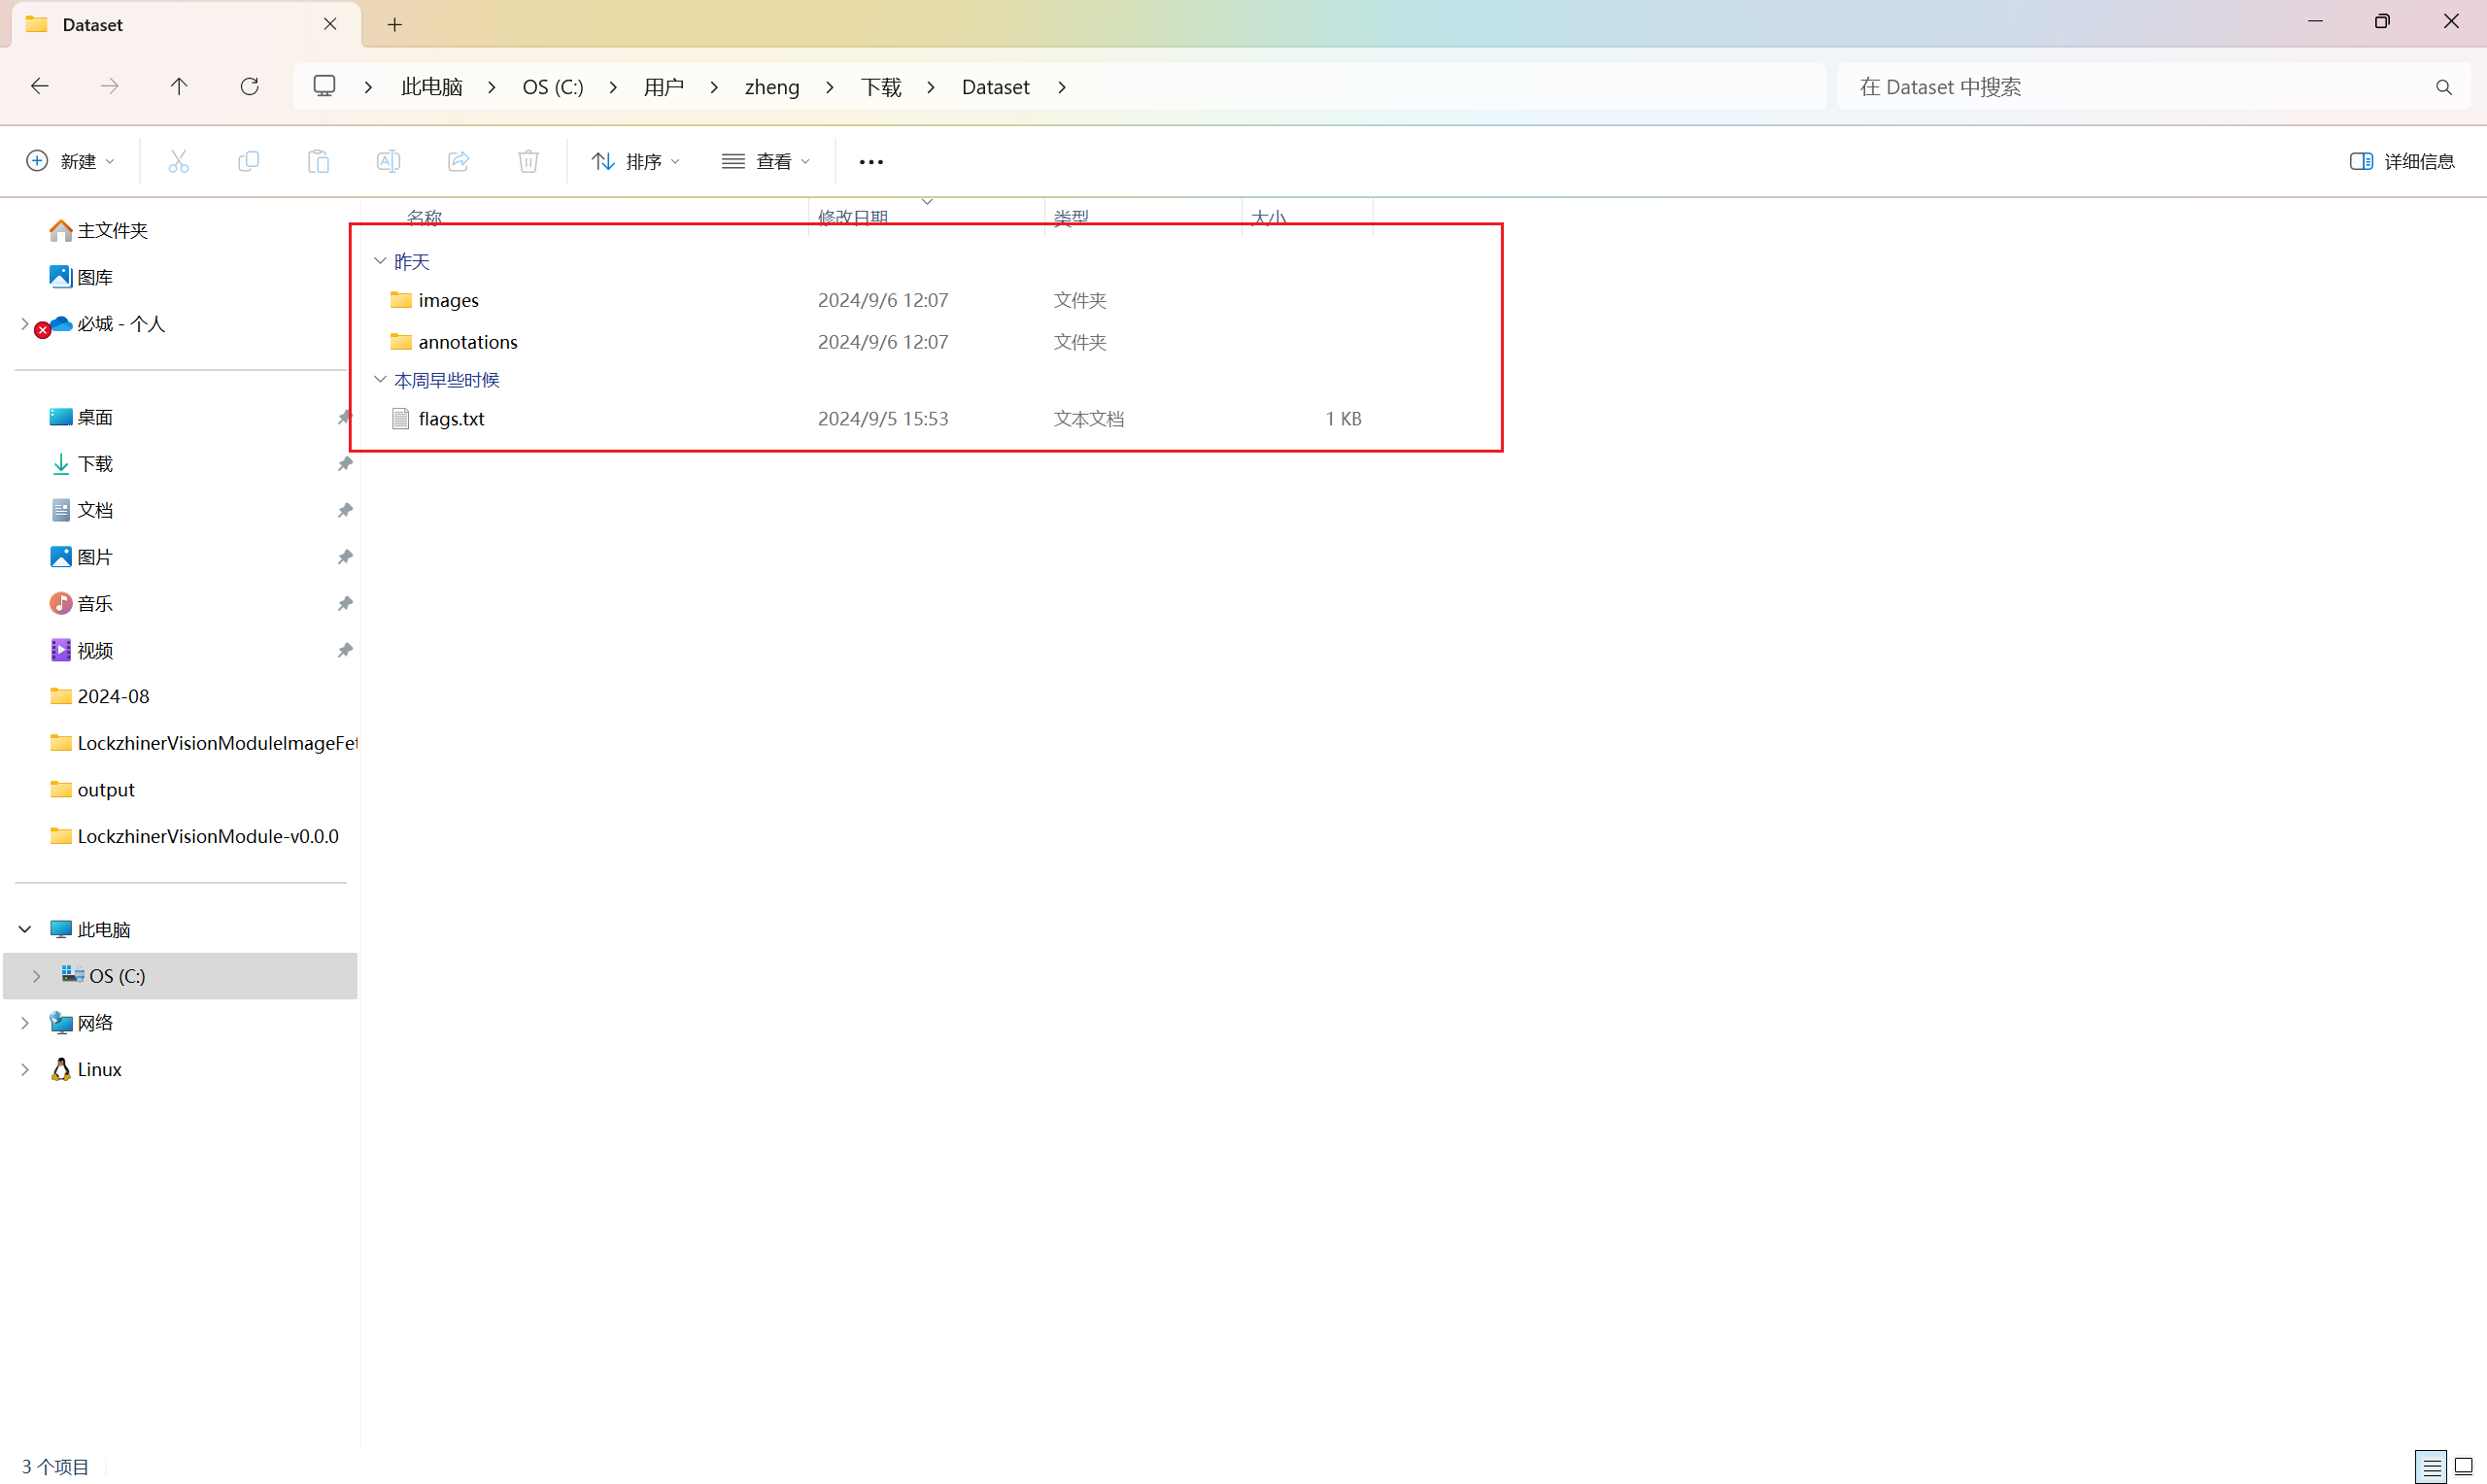 Dataset
此电脑 OS (C:) 用户 zheng 下载 Dataset
在 Dataset 中搜索
新建 排序 查看 详细信息
名称 修改日期 类型 大小
昨天
images 2024/9/6 12:07 文件夹
annotations 2024/9/6 12:07 文件夹
本周早些时候
flags.txt 2024/9/5 15:53 文本文档 1 KB
主文件夹
图库
必城 - 个人
桌面
下载
文档
图片
音乐
视频
2024-08
LockzhinerVisionModuleImageFet
output
LockzhinerVisionModule-v0.0.0
此电脑
OS (C:)
网络
Linux
3 个项目